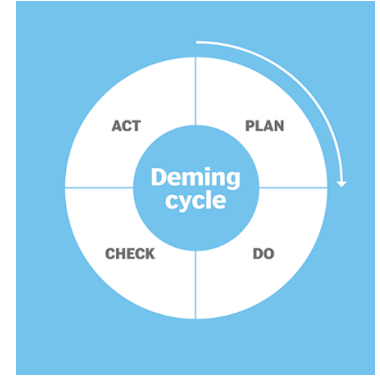 ACT
PLAN
Deming
cycle
CHECK
DO